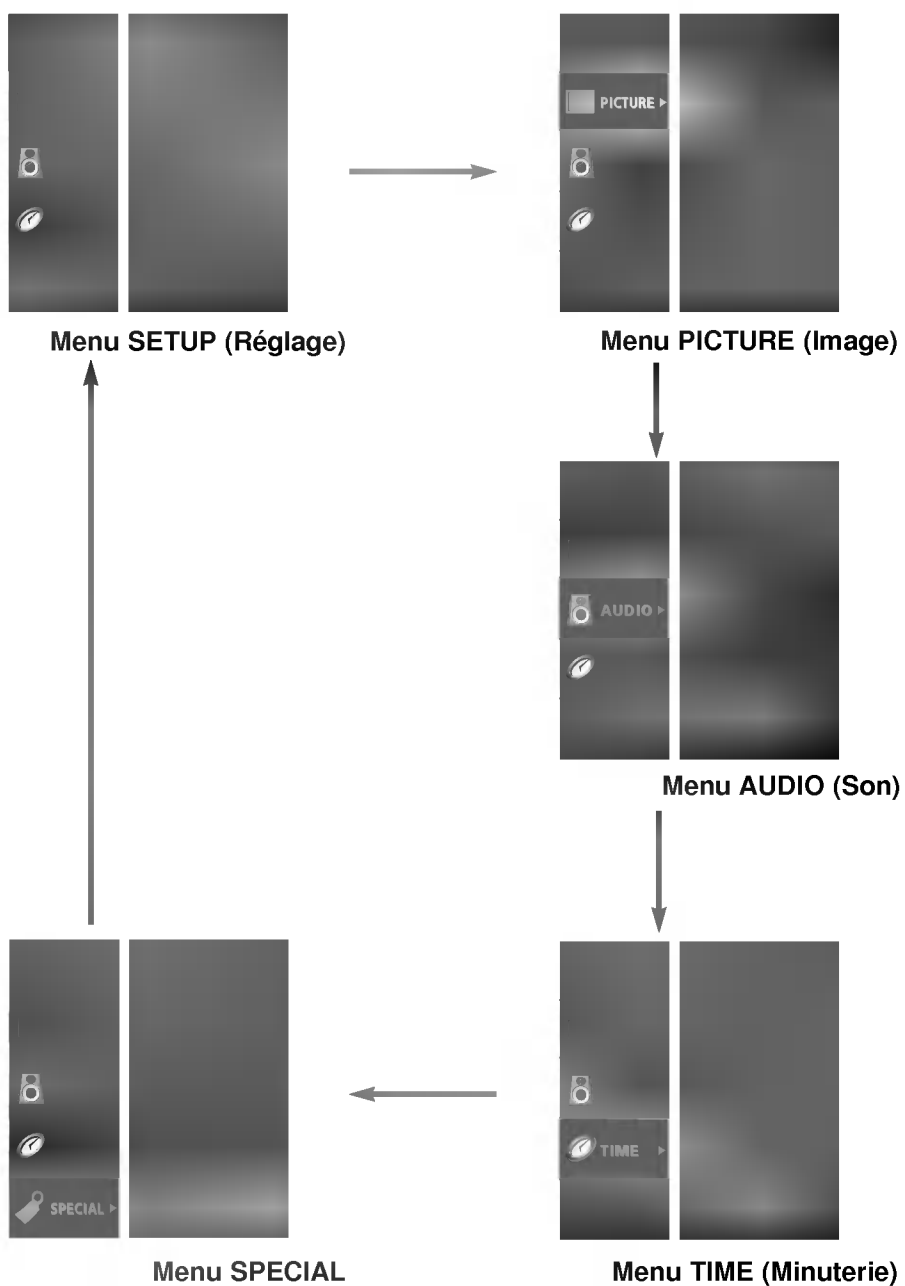 PICTURE
Menu SETUP (Réglage)
Menu PICTURE (Image)
AUDIO
Menu AUDIO (Son)
SPECIAL
TIME
Menu SPECIAL
Menu TIME (Minuterie)